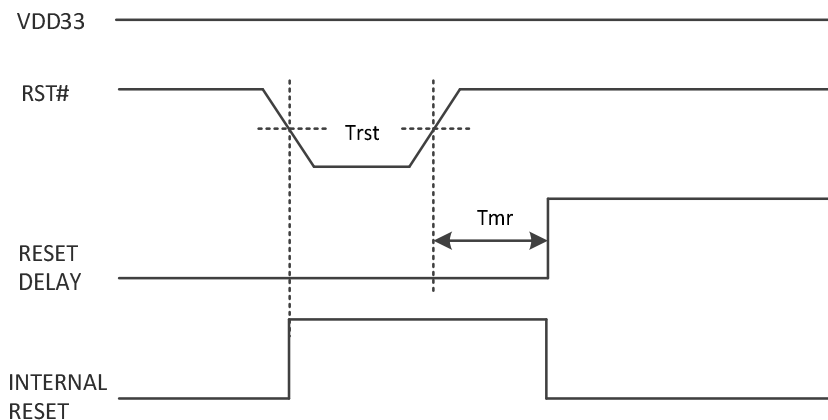 VDD33
RST#
Trst
Tmr
RESET
DELAY
INTERNAL
RESET